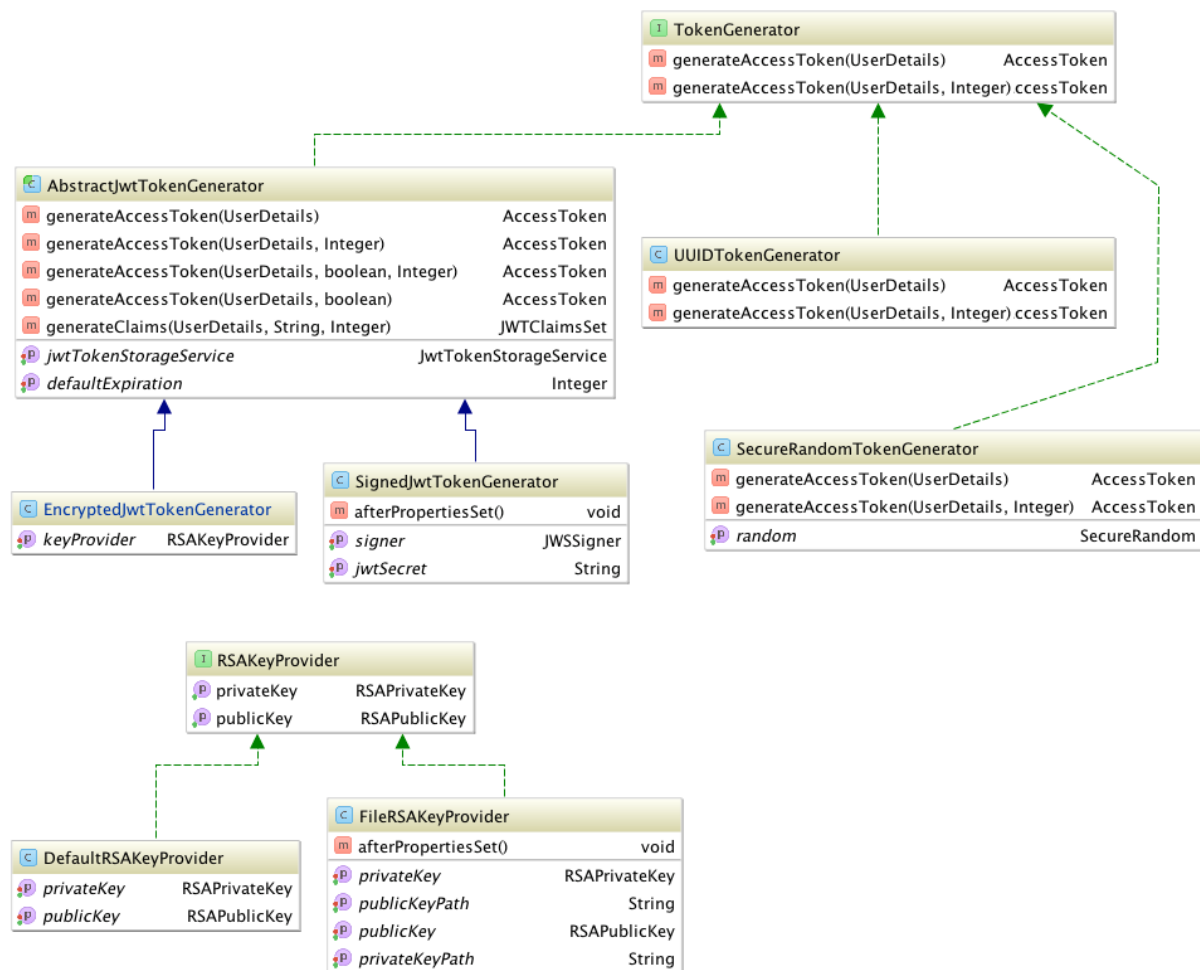 I TokenGenerator
m generateAccessToken(UserDetails) AccessToken
m generateAccessToken(UserDetails, Integer) ccessToken
C AbstractJwtTokenGenerator
m generateAccessToken(UserDetails) AccessToken
m generateAccessToken(UserDetails, Integer) AccessToken
m generateAccessToken(UserDetails, boolean, Integer) AccessToken
m generateAccessToken(UserDetails, boolean) AccessToken
m generateClaims(UserDetails, String, Integer) JWTClaimsSet
p jwtTokenStorageService JwtTokenStorageService
p defaultExpiration Integer
C UUIDTokenGenerator
m generateAccessToken(UserDetails) AccessToken
m generateAccessToken(UserDetails, Integer) ccessToken
C EncryptedJwtTokenGenerator
p keyProvider RSAKeyProvider
C SignedJwtTokenGenerator
m afterPropertiesSet() void
p signer JWSSigner
p jwtSecret String
C SecureRandomTokenGenerator
m generateAccessToken(UserDetails) AccessToken
m generateAccessToken(UserDetails, Integer) AccessToken
p random SecureRandom
I RSAKeyProvider
p privateKey RSAPrivateKey
p publicKey RSAPublicKey
C DefaultRSAKeyProvider
p privateKey RSAPrivateKey
p publicKey RSAPublicKey
C FileRSAKeyProvider
m afterPropertiesSet() void
p privateKey RSAPrivateKey
p publicKeyPath String
p publicKey RSAPublicKey
p privateKeyPath String